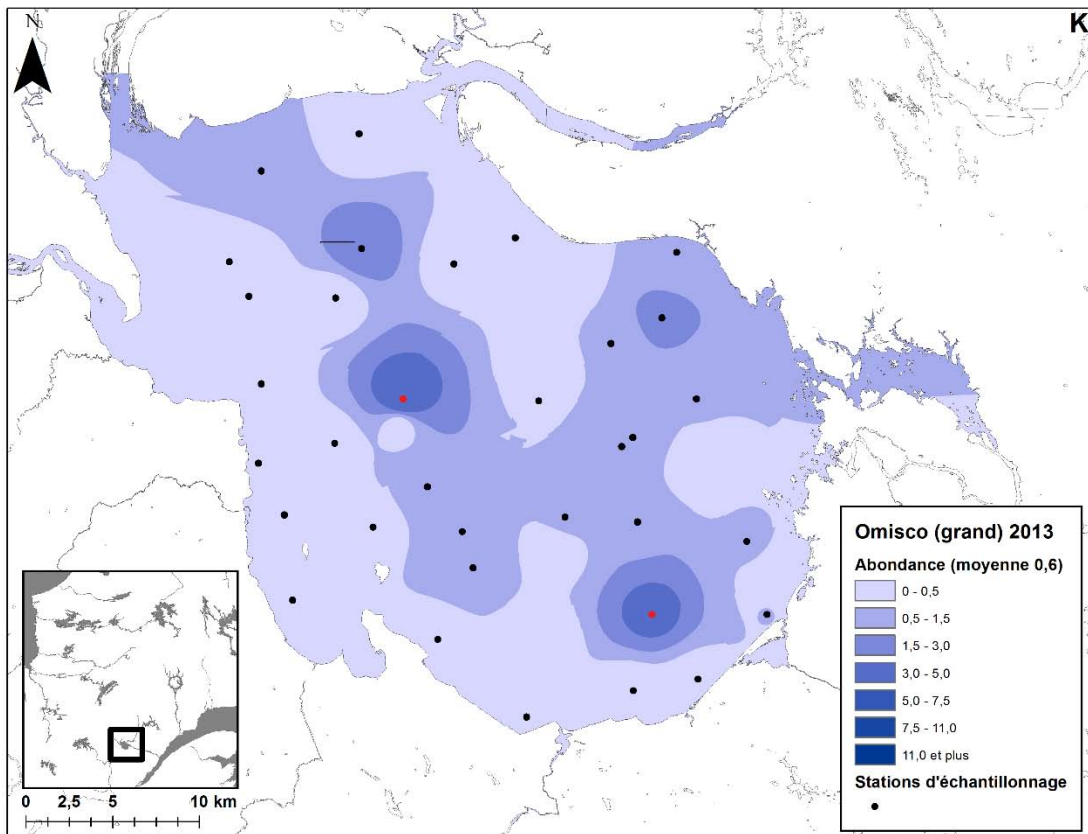 N
K
Omisco (grand) 2013
Abondance (moyenne 0,6)
0 - 0,5
0,5 - 1,5
1,5 - 3,0
3,0 - 5,0
5,0 - 7,5
7,5 - 11,0
11,0 et plus
Stations d'échantillonnage
0 2,5 5 10 km